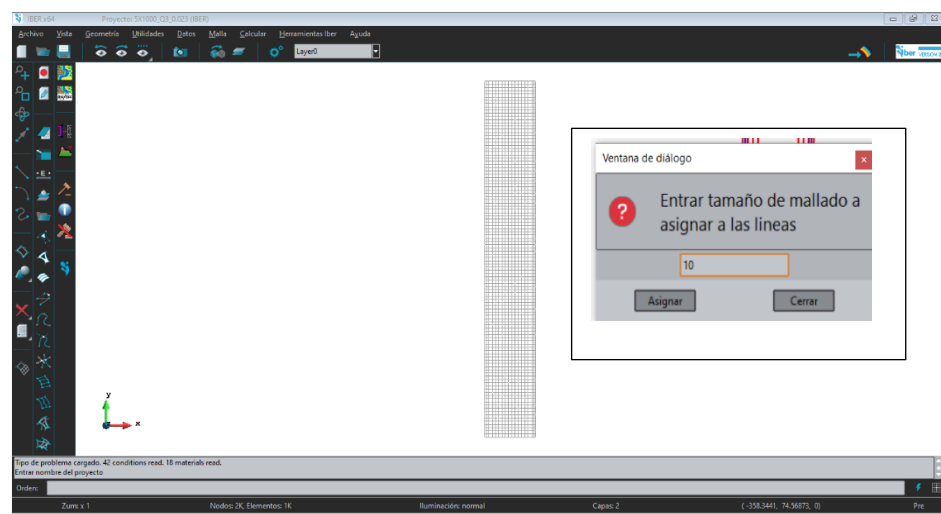 IBER x64 Proyecto: 5X1000_Q3_0.023 (IBER)
Archivo Vista Geometría Utilidades Datos Malla Calcular Herramientas Iber Ayuda
Layer0
Iber VERSIÓN 2
Ventana de diálogo
Entrar tamaño de mallado a
asignar a las lineas
10
Asignar Cerrar
y
x
Tipo de problema cargado. 42 conditions read. 18 materials read.
Entrar nombre del proyecto
Orden:
Zum: x 1 Nodos: 2K, Elementos: 1K Iluminación: normal Capas: 2 ( -358.3441, 74.56873, 0) Pre